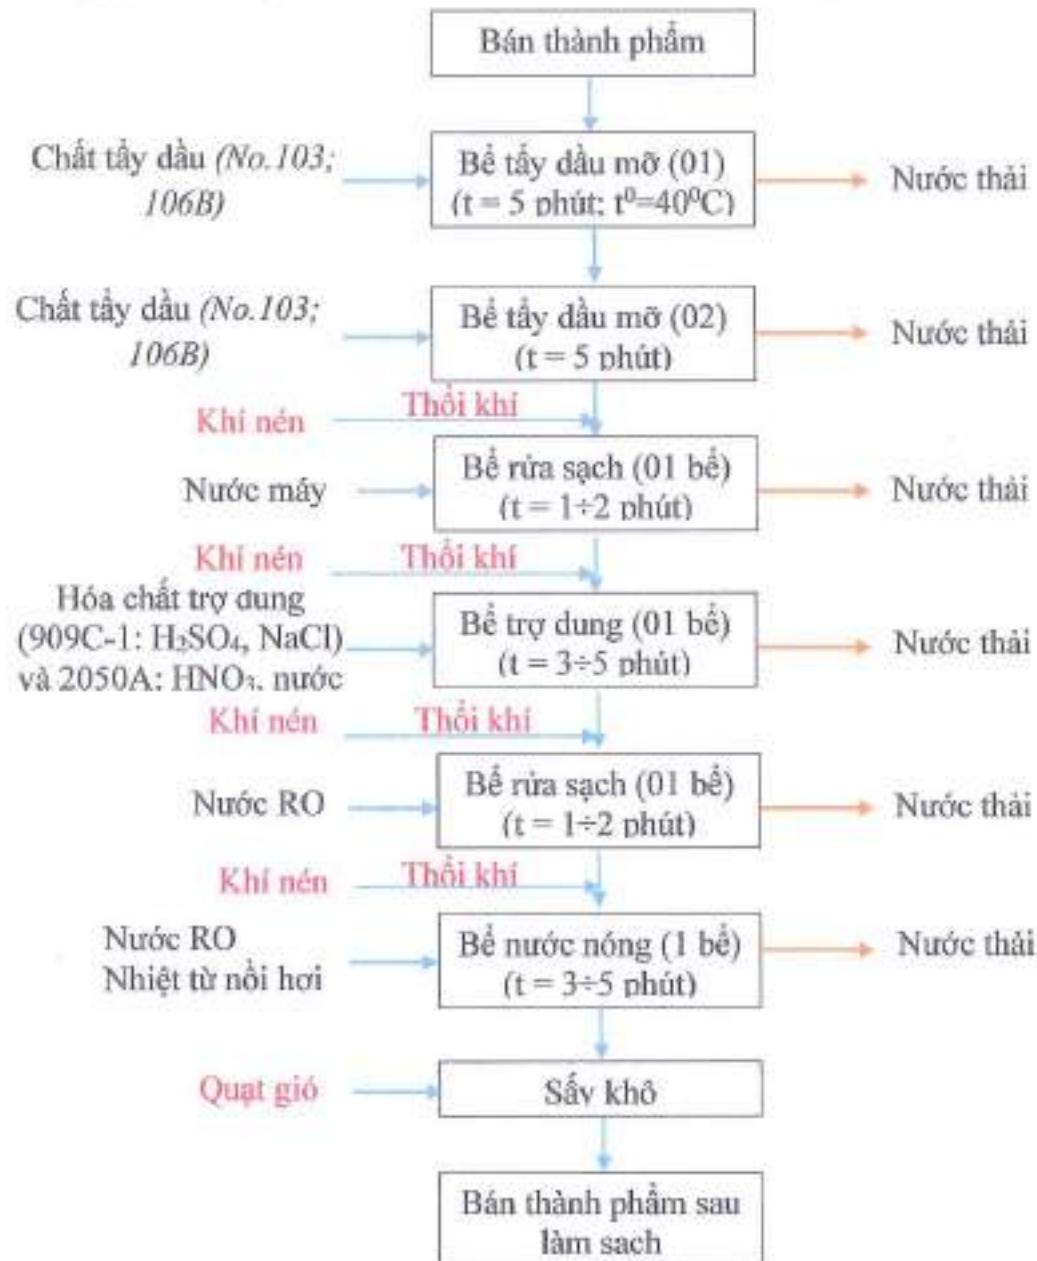 Bán thành phẩm
Chất tẩy dầu (No.103;
106B)
Bể tẩy dầu mỡ (01)
(t = 5 phút; t⁰=40⁰C)
Nước thải
Chất tẩy dầu (No.103;
106B)
Bể tẩy dầu mỡ (02)
(t = 5 phút)
Nước thải
Khí nén
Thổi khí
Nước máy
Bể rửa sạch (01 bể)
(t = 1÷2 phút)
Nước thải
Khí nén
Thổi khí
Hóa chất trợ dung
(909C-1: H₂SO₄, NaCl)
và 2050A: HNO₃, nước
Bể trợ dung (01 bể)
(t = 3÷5 phút)
Nước thải
Khí nén
Thổi khí
Nước RO
Bể rửa sạch (01 bể)
(t = 1÷2 phút)
Nước thải
Khí nén
Thổi khí
Nước RO
Nhiệt từ nồi hơi
Bể nước nóng (1 bể)
(t = 3÷5 phút)
Nước thải
Quạt gió
Sấy khô
Bán thành phẩm sau
làm sạch